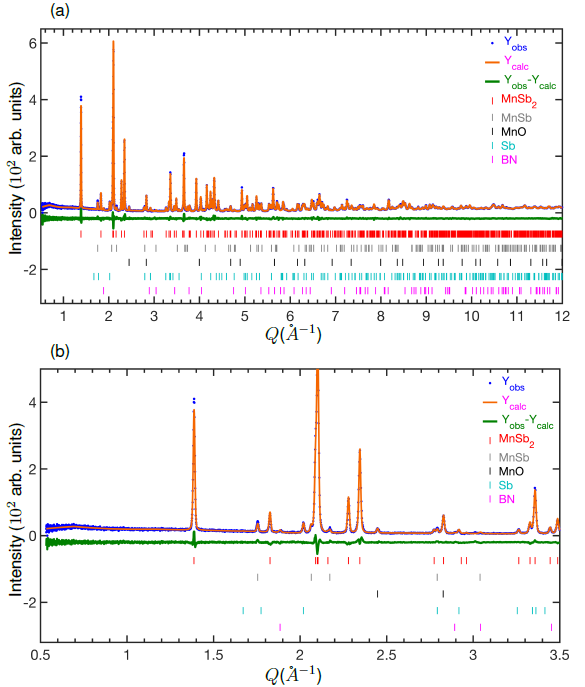 (a)
Intensity (10² arb. units)
6
4
2
0
-2
Y_obs
Y_calc
Y_obs-Y_calc
MnSb₂
MnSb
MnO
Sb
BN
1 2 3 4 5 6 7 8 9 10 11 12
Q(Å⁻¹)
(b)
Intensity (10² arb. units)
4
2
0
-2
Y_obs
Y_calc
Y_obs-Y_calc
MnSb₂
MnSb
MnO
Sb
BN
0.5 1 1.5 2 2.5 3 3.5
Q(Å⁻¹)